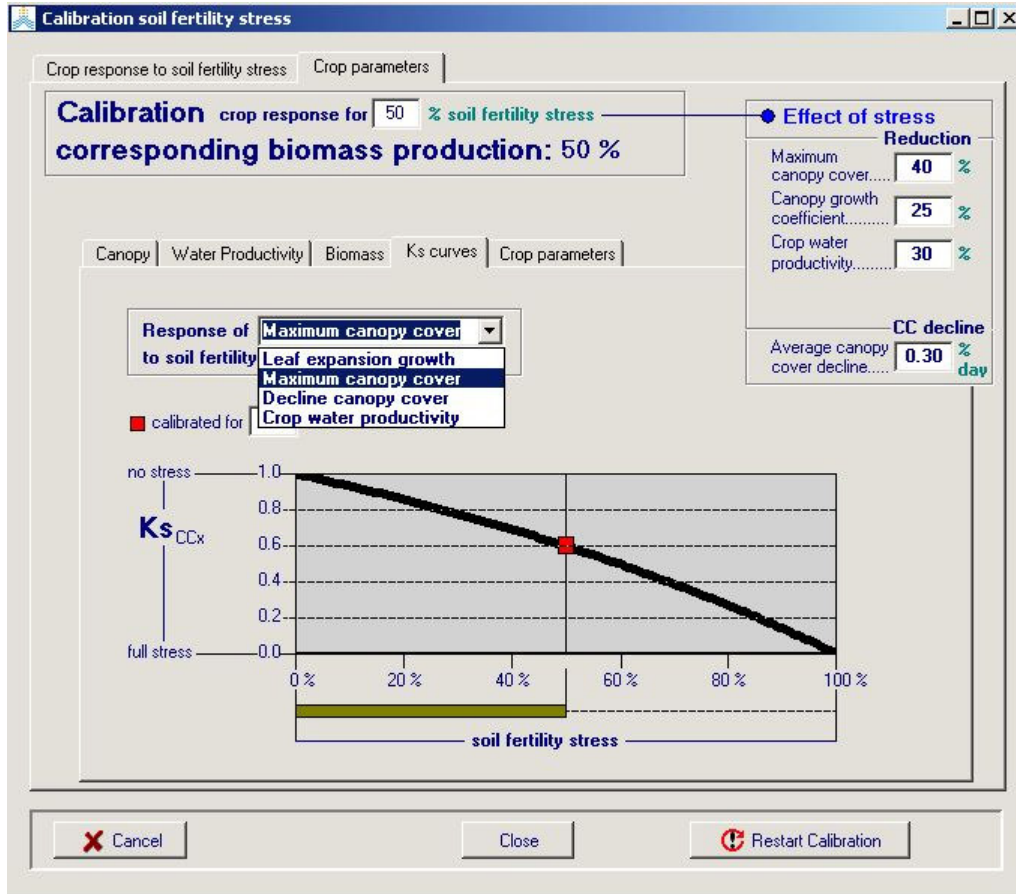 Calibration soil fertility stress
Crop response to soil fertility stress Crop parameters
Calibration crop response for 50 % soil fertility stress
corresponding biomass production: 50 %
Effect of stress
Reduction
Maximum
canopy cover..... 40 %
Canopy growth
coefficient.......... 25 %
Crop water
productivity......... 30 %
CC decline
Average canopy
cover decline..... 0.30 %
day
Canopy Water Productivity Biomass Ks curves Crop parameters
Response of Maximum canopy cover
to soil fertility
Leaf expansion growth
Maximum canopy cover
Decline canopy cover
Crop water productivity
calibrated for
no stress 1.0
0.8
Ks CCx
0.6
0.4
0.2
full stress 0.0
0 % 20 % 40 % 60 % 80 % 100 %
soil fertility stress
Cancel Close Restart Calibration